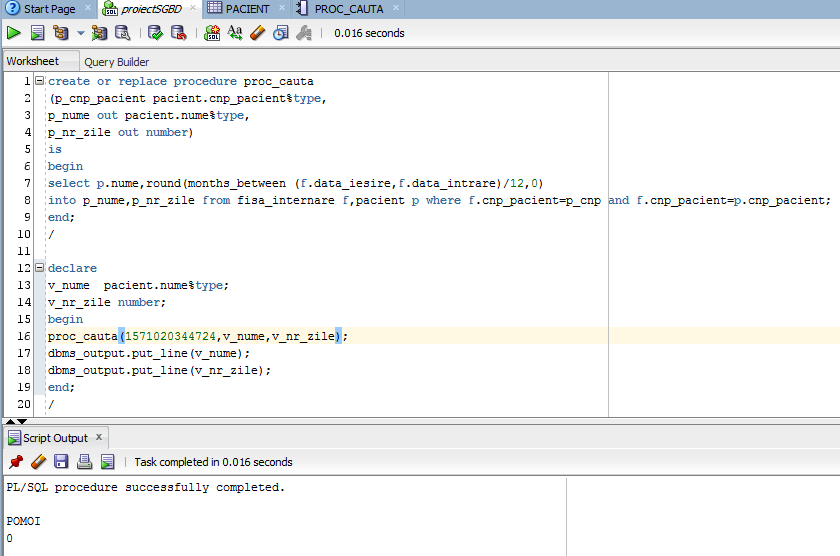 Start Page proiectSGBD PACIENT PROC_CAUTA
0.016 seconds
Worksheet Query Builder
1 create or replace procedure proc_cauta
2 (p_cnp_pacient pacient.cnp_pacient%type,
3 p_nume out pacient.nume%type,
4 p_nr_zile out number)
5 is
6 begin
7 select p.nume,round(months_between (f.data_iesire,f.data_intrare)/12,0)
8 into p_nume,p_nr_zile from fisa_internare f,pacient p where f.cnp_pacient=p_cnp and f.cnp_pacient=p.cnp_pacient;
9 end;
10 /
11
12 declare
13 v_nume  pacient.nume%type;
14 v_nr_zile number;
15 begin
16 proc_cauta(1571020344724,v_nume,v_nr_zile);
17 dbms_output.put_line(v_nume);
18 dbms_output.put_line(v_nr_zile);
19 end;
20 /
Script Output x
Task completed in 0.016 seconds
PL/SQL procedure successfully completed.
POMOI
0